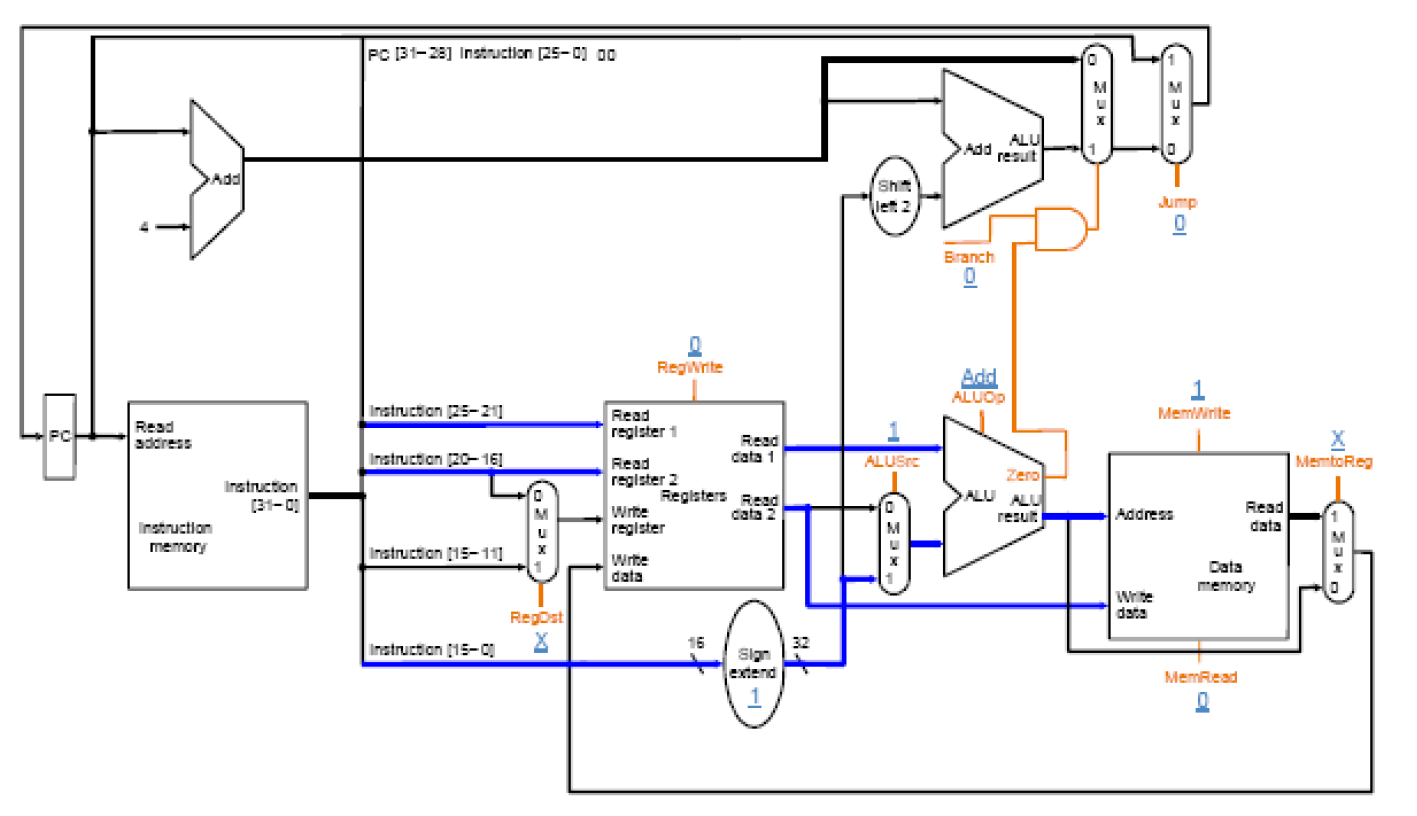 PC [31–28] Instruction [25–0] 00
0
M
u
x
1
1
M
u
x
0
Add
ALU
result
Add
Shift
left 2
4
Jump
0
Branch
0
0
RegWrite
Add
ALUOp
1
MemWrite
1
ALUSrc
X
MemtoReg
PC
Read
address
Instruction
[31–0]
Instruction
memory
Instruction [25–21]
Instruction [20–16]
Instruction [15–11]
Instruction [15–0]
0
M
u
x
1
RegDst
X
Read
register 1
Read
register 2
Write
register
Write
data
Registers
Read
data 1
Read
data 2
0
M
u
x
1
Zero
ALU
ALU
result
Address
Read
data
Data
memory
Write
data
1
M
u
x
0
16
Sign
extend
1
32
MemRead
0